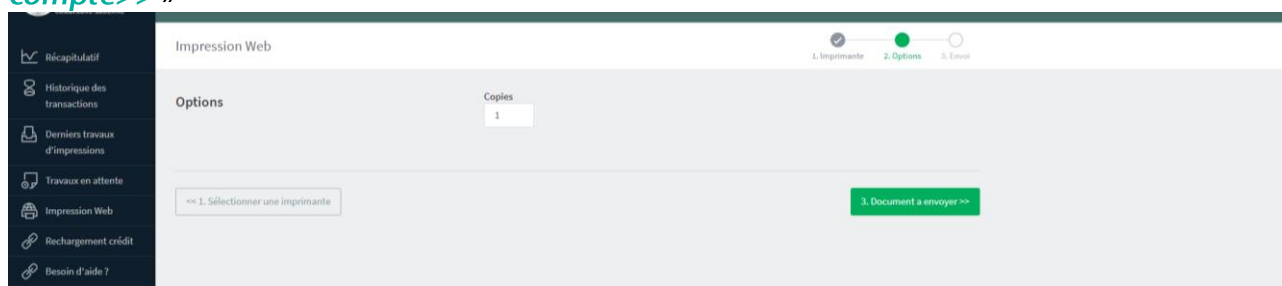 compte>> »
Récapitulatif
Historique des
transactions
Derniers travaux
d'impressions
Travaux en attente
Impression Web
Rechargement crédit
Besoin d'aide ?
Impression Web
1. Imprimante
2. Options
3. Envoi
Options
Copies
1
<< 1. Sélectionner une imprimante
3. Document a envoyer >>